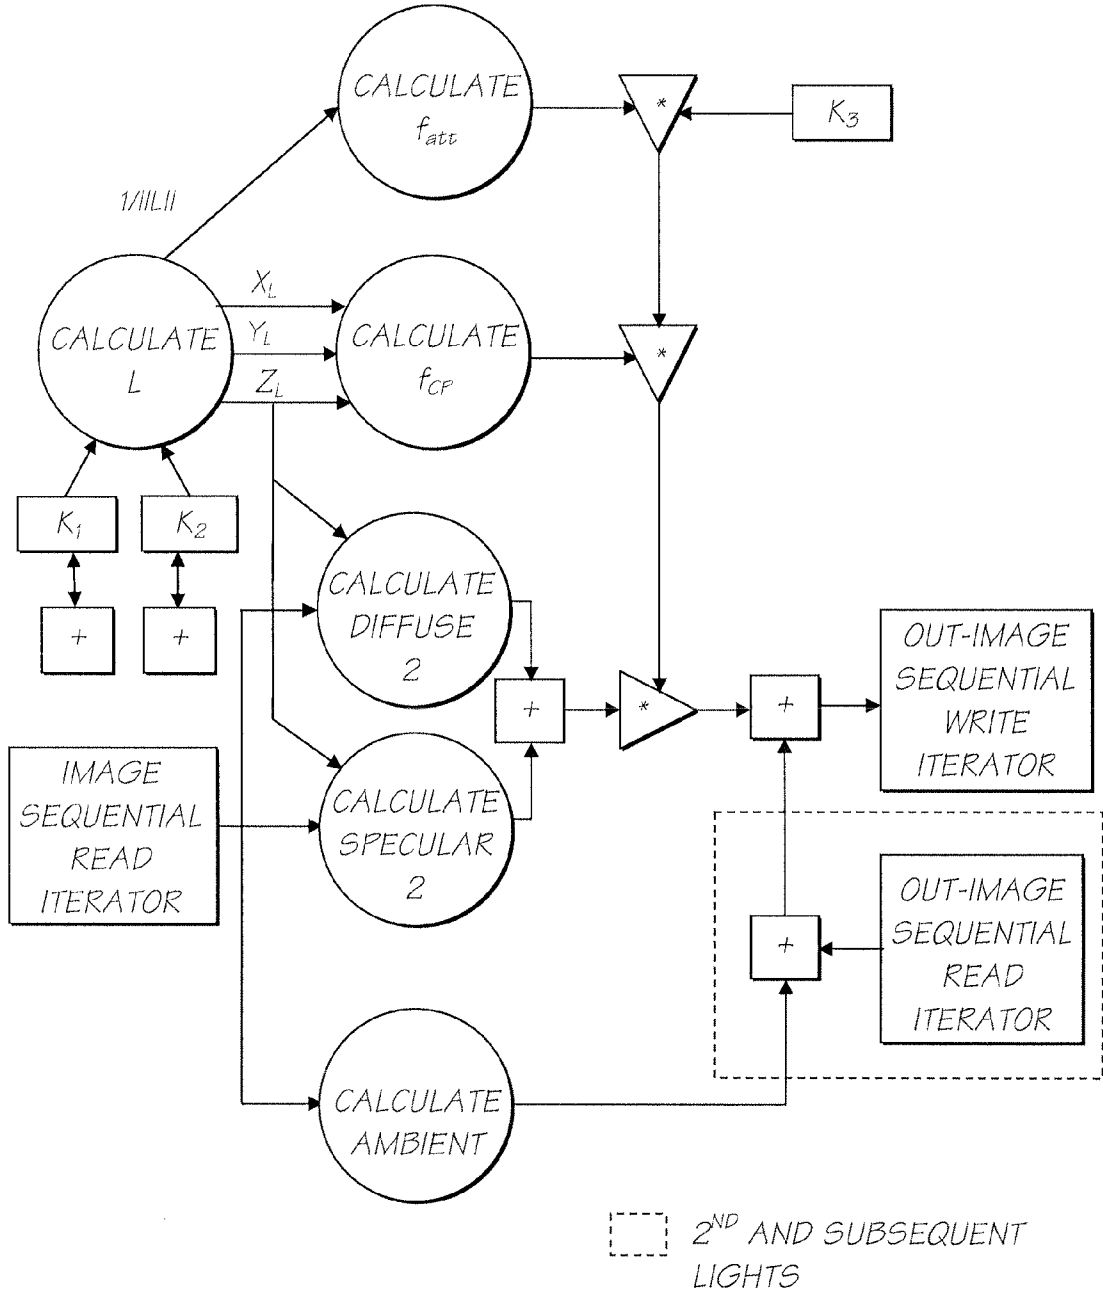 CALCULATE
fatt
*
K3
1/IILII
XL
YL
ZL
CALCULATE
L
CALCULATE
fCP
*
K1
K2
+
+
CALCULATE
DIFFUSE
2
+
*
+
OUT-IMAGE
SEQUENTIAL
WRITE
ITERATOR
IMAGE
SEQUENTIAL
READ
ITERATOR
CALCULATE
SPECULAR
2
+
OUT-IMAGE
SEQUENTIAL
READ
ITERATOR
CALCULATE
AMBIENT
2ND AND SUBSEQUENT
LIGHTS